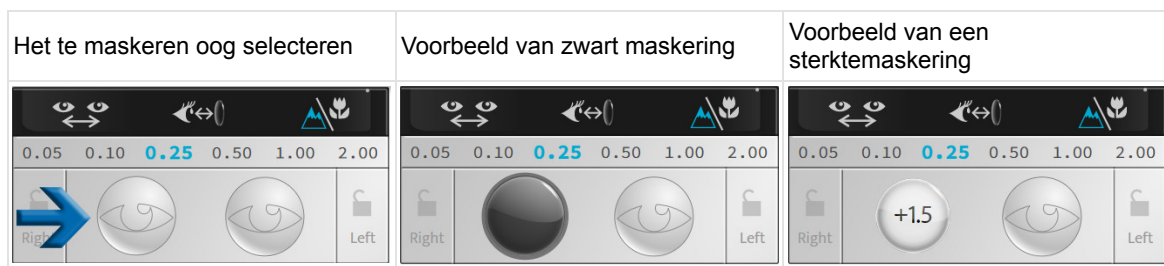 Het te maskeren oog selecteren
Voorbeeld van zwart maskering
Voorbeeld van een
sterktemaskering
0.05 0.10 0.25 0.50 1.00 2.00
Right Left
0.05 0.10 0.25 0.50 1.00 2.00
Right Left
0.05 0.10 0.25 0.50 1.00 2.00
Right +1.5 Left